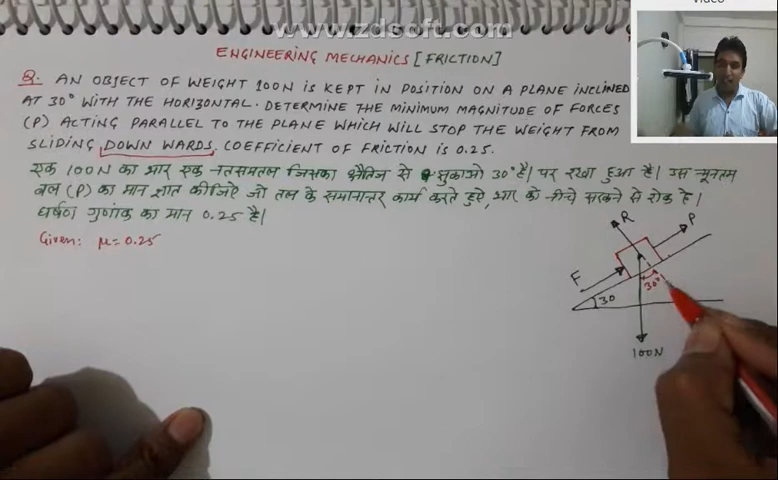 Video
www.zdsoft.com
ENGINEERING MECHANICS [FRICTION]
Q. AN OBJECT OF WEIGHT 100N IS KEPT IN POSITION ON A PLANE INCLINED
AT 30° WITH THE HORIZONTAL. DETERMINE THE MINIMUM MAGNITUDE OF FORCES
(P) ACTING PARALLEL TO THE PLANE WHICH WILL STOP THE WEIGHT FROM
SLIDING DOWN WARDS. COEFFICIENT OF FRICTION IS 0.25.
एक 100N का भार एक नतसमतल जिसका क्षैतिज से झुकाओ 30° है। पर रखा हुआ है। उस न्यूनतम
बल (P) का मान ज्ञात कीजिए जो तल के समानान्तर कार्य करते हुए, भार को नीचे सरकने से रोक दे।
घर्षण गुणांक का मान 0.25 है।
Given: μ = 0.25
R
P
F
30
30°
100N